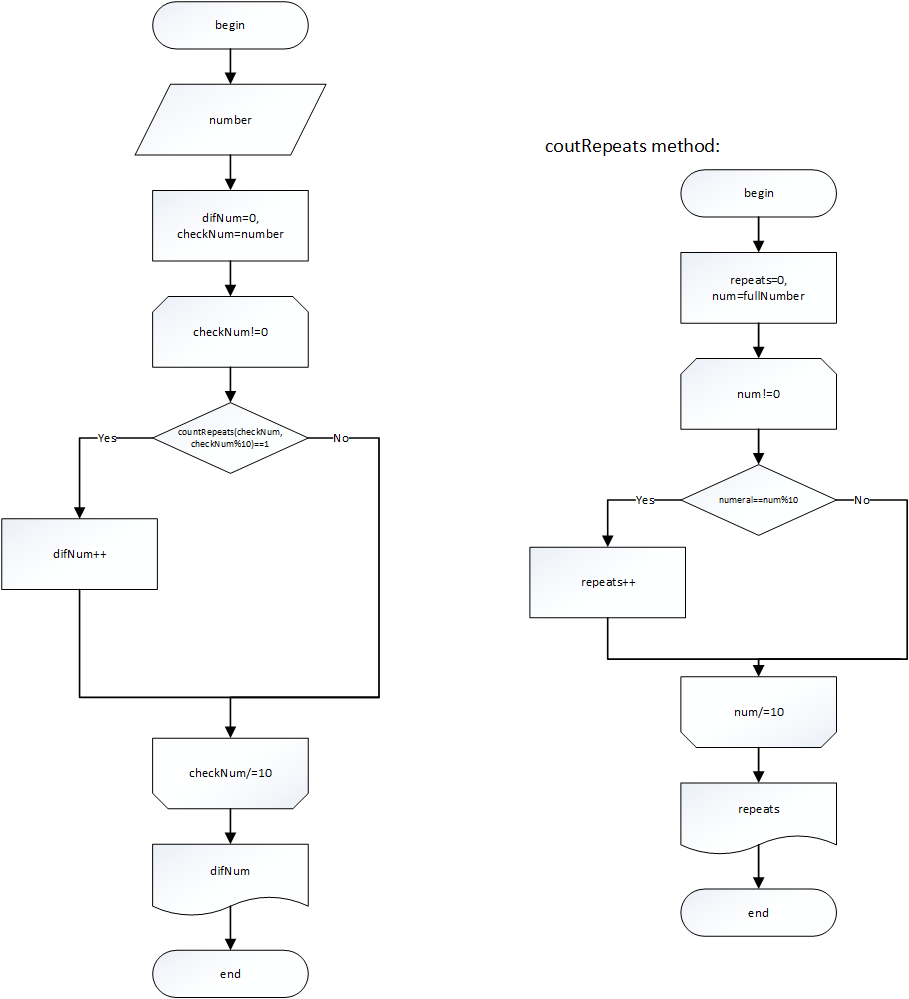 begin
number
difNum=0,
checkNum=number
checkNum!=0
countRepeats(checkNum,
checkNum%10)==1
Yes
No
difNum++
checkNum/=10
difNum
end
coutRepeats method:
begin
repeats=0,
num=fullNumber
num!=0
numeral==num%10
Yes
No
repeats++
num/=10
repeats
end